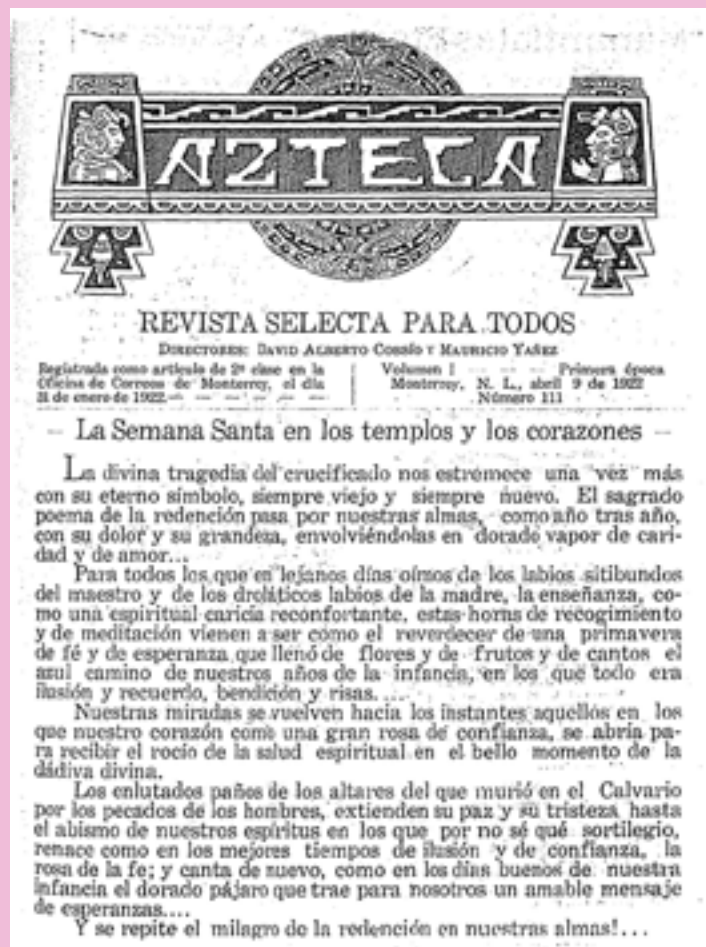 AZTECA
REVISTA SELECTA PARA TODOS
DIRECTORES: DAVID ALBERTO COSSÍO Y MAURICIO YAÑEZ
Registrada como artículo de 2ª clase en la
Oficina de Correos de Monterrey, el día
31 de enero de 1922.— — — — — —
Volumen I — — — Primera época
Monterrey, N. L., abril 9 de 1922
Número 111
— La Semana Santa en los templos y los corazones —
La divina tragedia del crucificado nos estremece una vez más
con su eterno símbolo, siempre viejo y siempre nuevo. El sagrado
poema de la redención pasa por nuestras almas, como año tras año,
con su dolor y su grandeza, envolviéndolas en dorado vapor de cari-
dad y de amor...
Para todos los que en lejanos días oímos de los labios sitibundos
del maestro y de los labios de la madre, la enseñanza, co-
mo una espiritual caricia reconfortante, estas horas de recogimiento
y de meditación vienen a ser como el reverdecer de una primavera
de fé y de esperanza que llenó de flores y de frutos y de cantos el
azul camino de nuestros años de la infancia, en los que todo era
ilusión y recuerdo, bendición y risas....
Nuestras miradas se vuelven hacia los instantes aquellos en los
que nuestro corazón como una gran rosa de confianza, se abría pa-
ra recibir el rocío de la salud espiritual en el bello momento de la
dádiva divina.
Los enlutados paños de los altares del que murió en el Calvario
por los pecados de los hombres, extienden su paz y su tristeza hasta
el abismo de nuestros espíritus en los que por no sé qué sortilegio,
renace como en los mejores tiempos de ilusión y de confianza, la
rosa de la fe; y canta de nuevo, como en los días buenos de nuestra
infancia el dorado pájaro que trae para nosotros un amable mensaje
de esperanzas....
Y se repite el milagro de la redención en nuestras almas!...